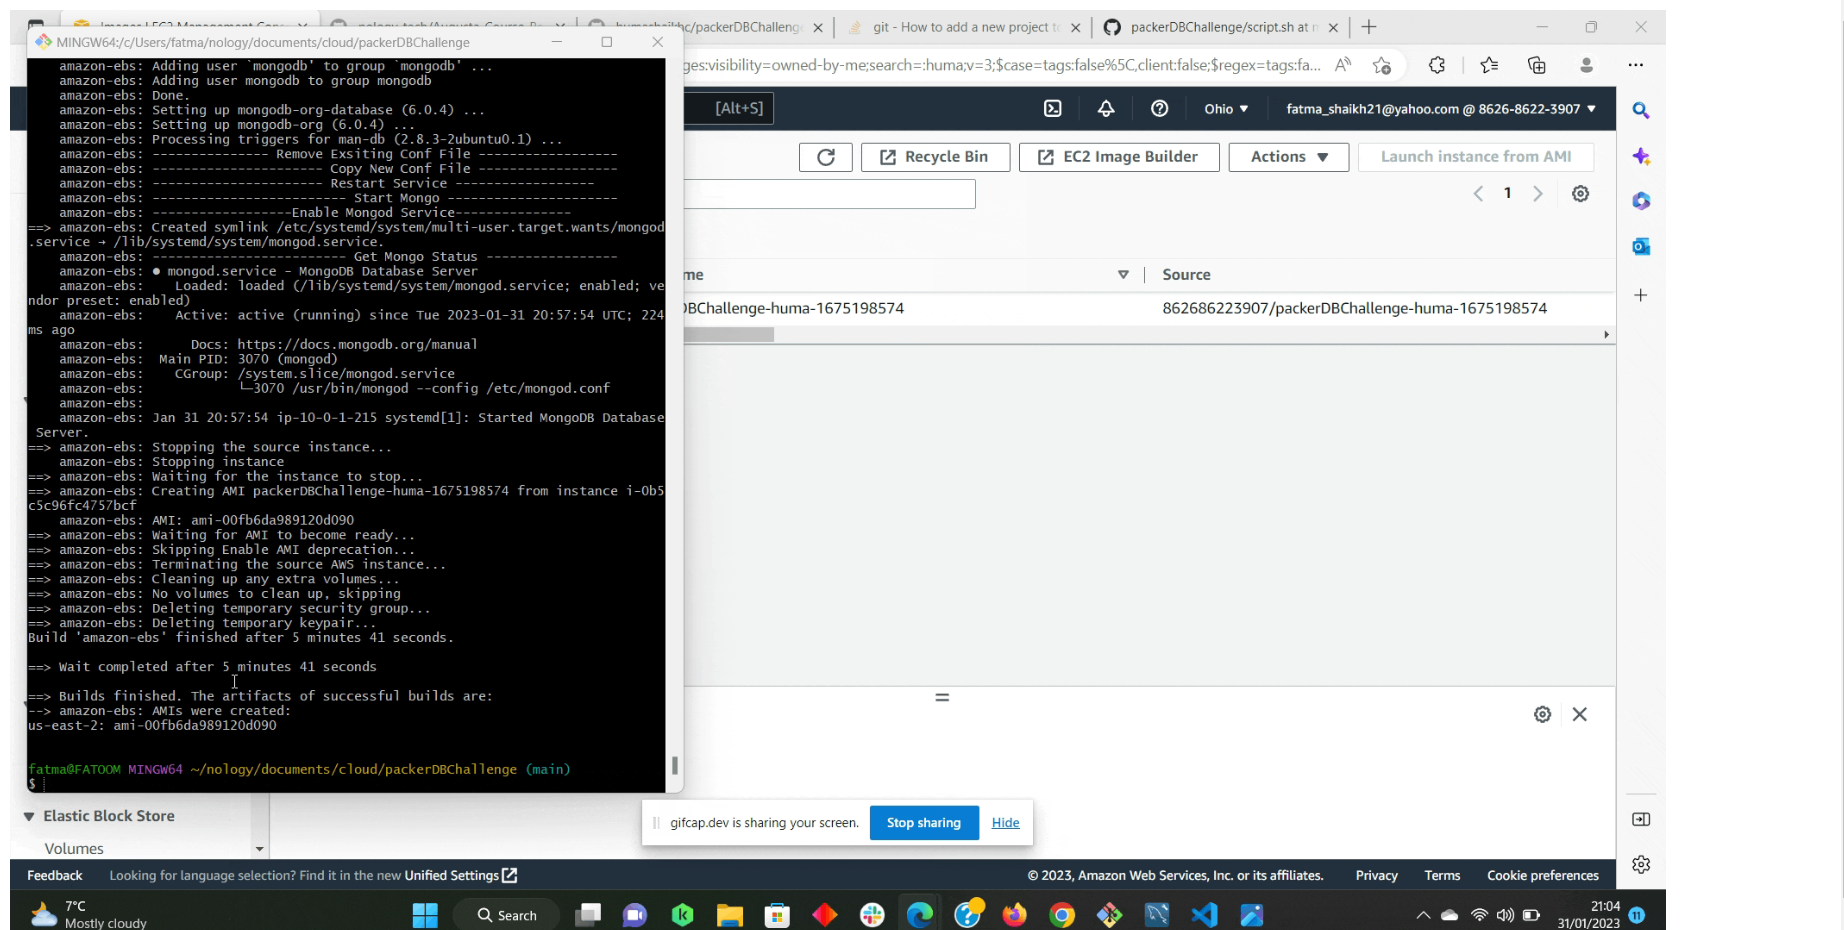 Images | EC2 Management Con
nology-tech/Augusta-Course-Re
humashaikhc/packerDBChalleng
git - How to add a new project to
packerDBChallenge/script.sh at m
MINGW64:/c/Users/fatma/nology/documents/cloud/packerDBChallenge
ges:visibility=owned-by-me;search=:huma;v=3;$case=tags:false%5C,client:false;$regex=tags:fa...
[Alt+S]
Ohio ▼
fatma_shaikh21@yahoo.com @ 8626-8622-3907 ▼
Recycle Bin
EC2 Image Builder
Actions ▼
Launch instance from AMI
1
me
Source
DBChallenge-huma-1675198574
862686223907/packerDBChallenge-huma-1675198574
amazon-ebs: Adding user `mongodb' to group `mongodb' ...
amazon-ebs: Adding user mongodb to group mongodb
amazon-ebs: Done.
amazon-ebs: Setting up mongodb-org-database (6.0.4) ...
amazon-ebs: Setting up mongodb-org (6.0.4) ...
amazon-ebs: Processing triggers for man-db (2.8.3-2ubuntu0.1) ...
amazon-ebs: --------------- Remove Exsiting Conf File ------------------
amazon-ebs: ---------------------- Copy New Conf File ------------------
amazon-ebs: ---------------------- Restart Service ------------------
amazon-ebs: ------------------------- Start Mongo ----------------------
amazon-ebs: ------------------Enable Mongod Service---------------
==> amazon-ebs: Created symlink /etc/systemd/system/multi-user.target.wants/mongod
.service → /lib/systemd/system/mongod.service.
amazon-ebs: ------------------------- Get Mongo Status -----------------
amazon-ebs: ● mongod.service - MongoDB Database Server
amazon-ebs:    Loaded: loaded (/lib/systemd/system/mongod.service; enabled; ve
ndor preset: enabled)
amazon-ebs:    Active: active (running) since Tue 2023-01-31 20:57:54 UTC; 224
ms ago
amazon-ebs:      Docs: https://docs.mongodb.org/manual
amazon-ebs:  Main PID: 3070 (mongod)
amazon-ebs:    CGroup: /system.slice/mongod.service
amazon-ebs:            └─3070 /usr/bin/mongod --config /etc/mongod.conf
amazon-ebs:
amazon-ebs: Jan 31 20:57:54 ip-10-0-1-215 systemd[1]: Started MongoDB Database
Server.
==> amazon-ebs: Stopping the source instance...
amazon-ebs: Stopping instance
==> amazon-ebs: Waiting for the instance to stop...
==> amazon-ebs: Creating AMI packerDBChallenge-huma-1675198574 from instance i-0b5
c5c96fc4757bcf
amazon-ebs: AMI: ami-00fb6da989120d090
==> amazon-ebs: Waiting for AMI to become ready...
==> amazon-ebs: Skipping Enable AMI deprecation...
==> amazon-ebs: Terminating the source AWS instance...
==> amazon-ebs: Cleaning up any extra volumes...
==> amazon-ebs: No volumes to clean up, skipping
==> amazon-ebs: Deleting temporary security group...
==> amazon-ebs: Deleting temporary keypair...
Build 'amazon-ebs' finished after 5 minutes 41 seconds.
==> Wait completed after 5 minutes 41 seconds
==> Builds finished. The artifacts of successful builds are:
--> amazon-ebs: AMIs were created:
us-east-2: ami-00fb6da989120d090
fatma@FATOOM MINGW64 ~/nology/documents/cloud/packerDBChallenge (main)
$
▼ Elastic Block Store
Volumes
gifcap.dev is sharing your screen.
Stop sharing
Hide
Feedback
Looking for language selection? Find it in the new Unified Settings
© 2023, Amazon Web Services, Inc. or its affiliates.
Privacy
Terms
Cookie preferences
7°C
Mostly cloudy
Search
21:04
31/01/2023
11